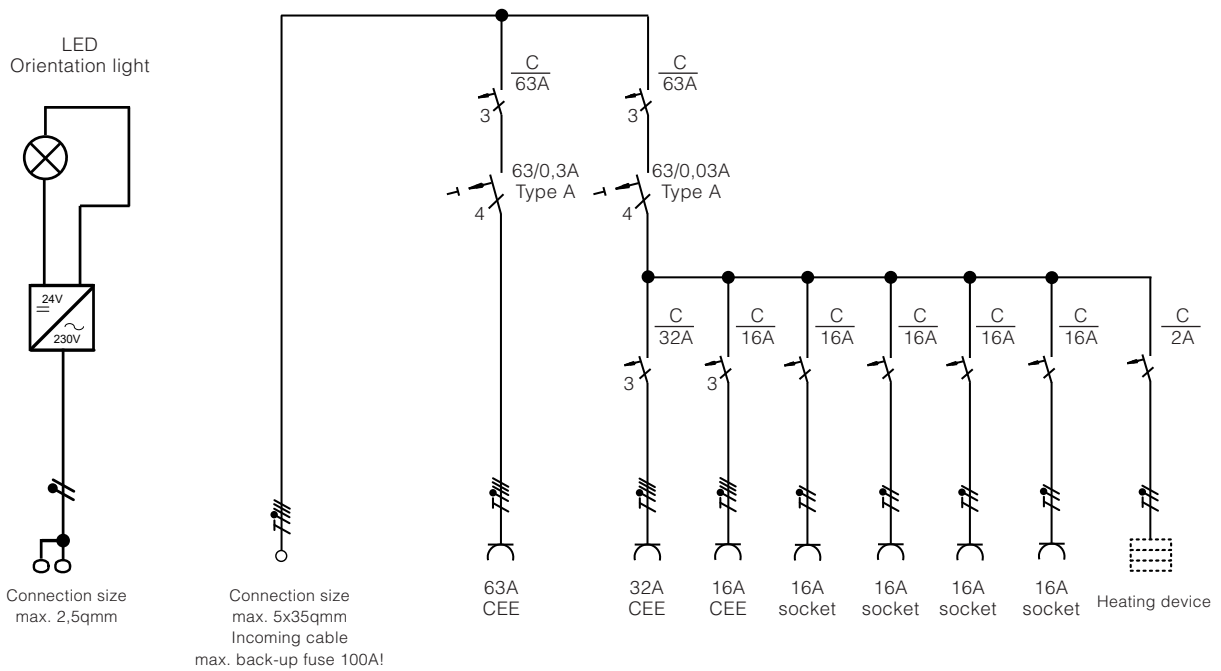 LED
Orientation light
24V
230V
Connection size
max. 2,5qmm
Connection size
max. 5x35qmm
Incoming cable
max. back-up fuse 100A!
C
63A
3
63/0,3A
Type A
4
63A
CEE
C
63A
3
63/0,03A
Type A
4
C
32A
3
32A
CEE
C
16A
3
16A
CEE
C
16A
16A
socket
C
16A
16A
socket
C
16A
16A
socket
C
16A
16A
socket
C
2A
Heating device